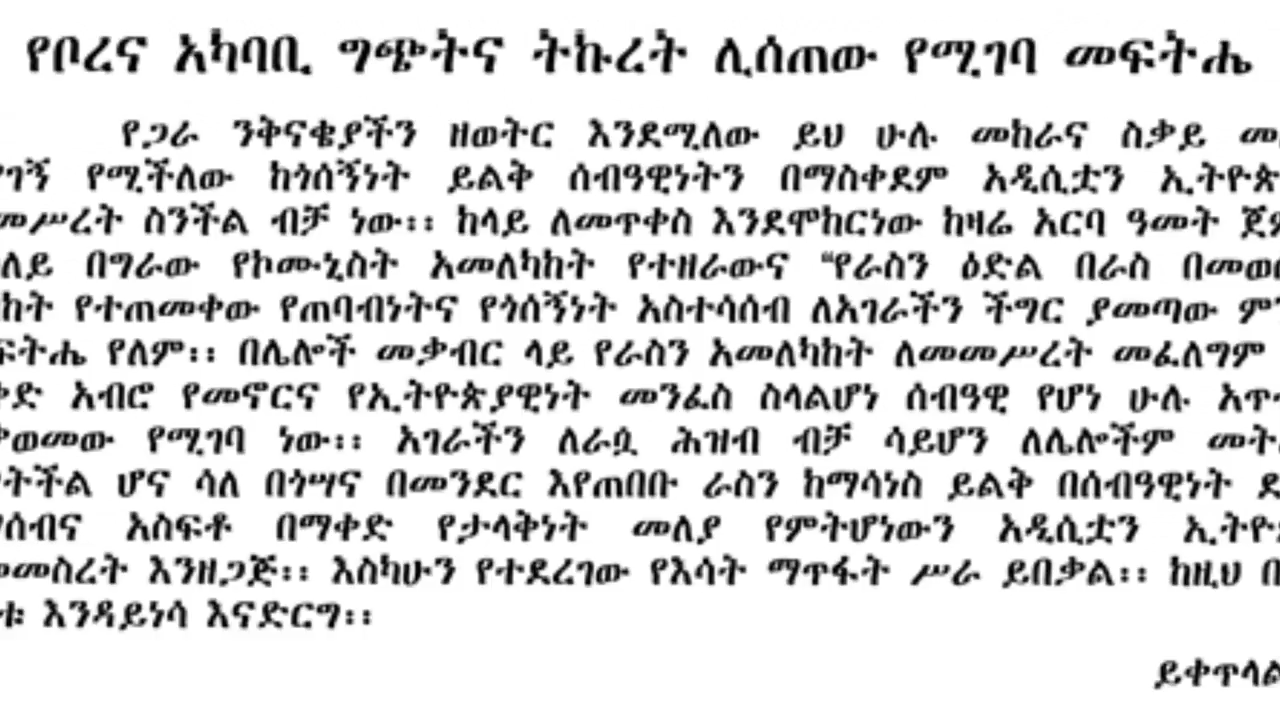 የቦረና አካባቢ ግጭትና ትኩረት ሊሰጠው የሚገባ መፍትሔ
የጋራ ንቅናቄያችን ዘወትር እንደሚለው ይህ ሁሉ መከራና ስቃይ
የሚችለው ከጎሰኝነት ይልቅ ሰብዓዊነትን በማስቀደም አዲሲቷን
ስንችል ብቻ ነው፡፡ ከላይ ለመጥቀስ እንደሞከርነው ከዛሬ አርባ ዓመት
በግራው የኮሙኒስት አመለካከት የተዘራውና “የራስን ዕድል በራስ
የተጠመቀው የጠባብነትና የጎሰኝነት አስተሳሰብ ለአገራችን ችግር ያመጣው
የለም፡፡ በሌሎች መቃብር ላይ የራስን አመለካከት ለመመሥረት መፈለግም
አብሮ የመኖርና የኢትዮጵያዊነት መንፈስ ስላልሆነ ሰብዓዊ የሆነ ሁሉ
የሚገባ ነው፡፡ አገራችን ለራሷ ሕዝብ ብቻ ሳይሆን ለሌሎችም
ሆና ሳለ በጎሣና በመንደር እየጠበቡ ራስን ከማሳነስ ይልቅ በሰብዓዊነት
አስፍቶ በማቀድ የታላቅነት መለያ የምትሆነውን አዲሲቷን
እንዘጋጅ፡፡ እስካሁን የተደረገው የእሳት ማጥፋት ሥራ ይበቃል፡፡ ከዚህ
እንዳይነሳ እናድርግ፡፡